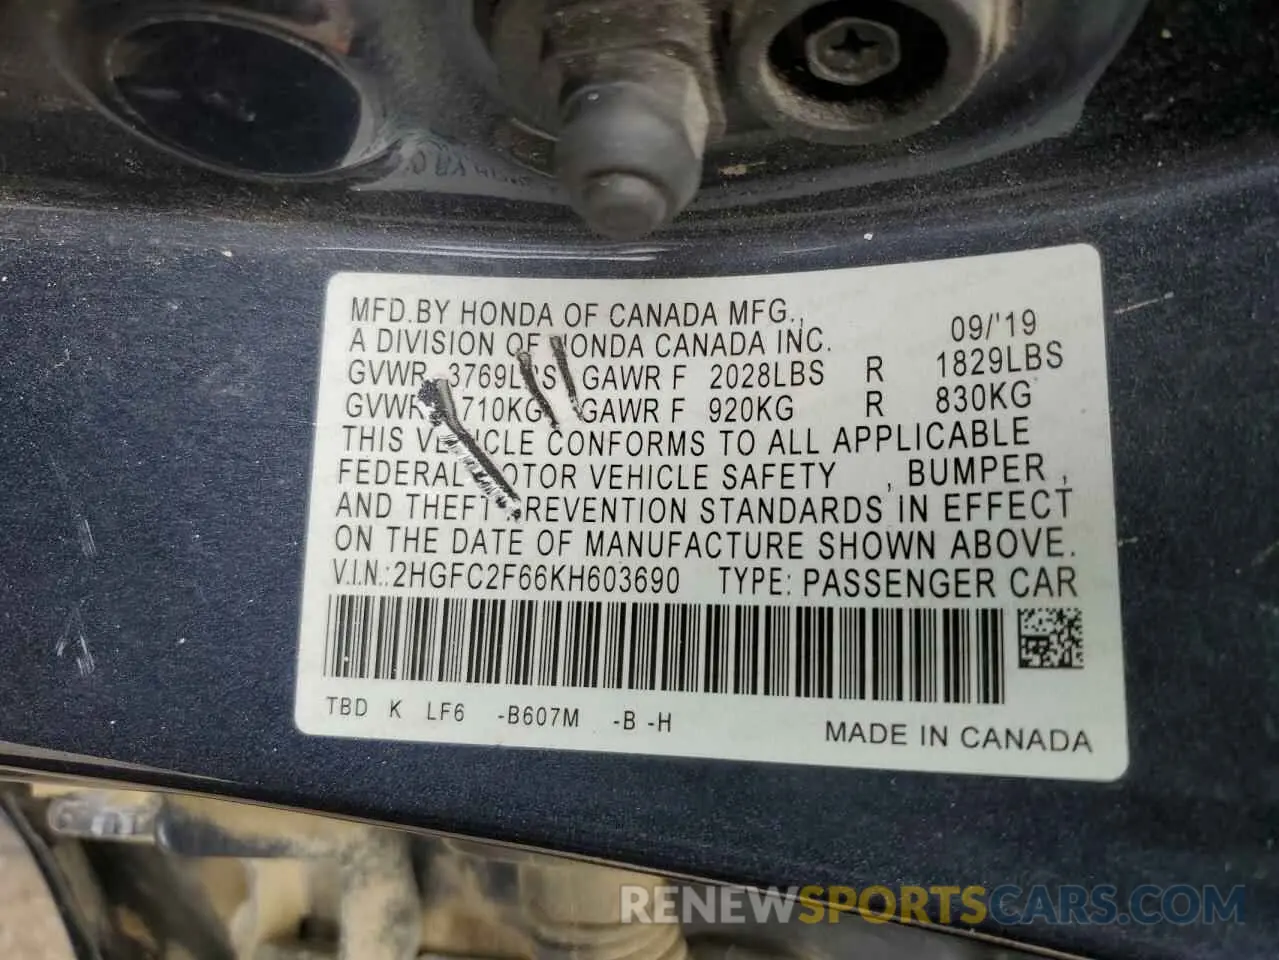 MFD.BY HONDA OF CANADA MFG.,
A DIVISION OF HONDA CANADA INC. 09/'19
GVWR 3769LBS GAWR F 2028LBS R 1829LBS
GVWR 1710KG GAWR F 920KG R 830KG
THIS VEHICLE CONFORMS TO ALL APPLICABLE
FEDERAL MOTOR VEHICLE SAFETY , BUMPER ,
AND THEFT PREVENTION STANDARDS IN EFFECT
ON THE DATE OF MANUFACTURE SHOWN ABOVE.
V.I.N.:2HGFC2F66KH603690 TYPE: PASSENGER CAR
TBD K LF6 -B607M -B -H
MADE IN CANADA
RENEWSPORTSCARS.COM